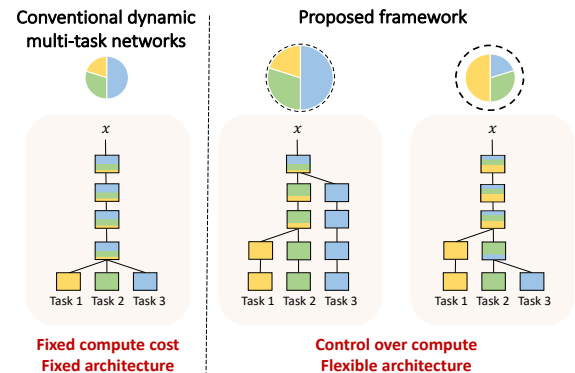 Conventional dynamic
multi-task networks
Proposed framework
x
x
x
Task 1 Task 2 Task 3
Task 1 Task 2 Task 3
Task 1 Task 2 Task 3
Fixed compute cost
Fixed architecture
Control over compute
Flexible architecture